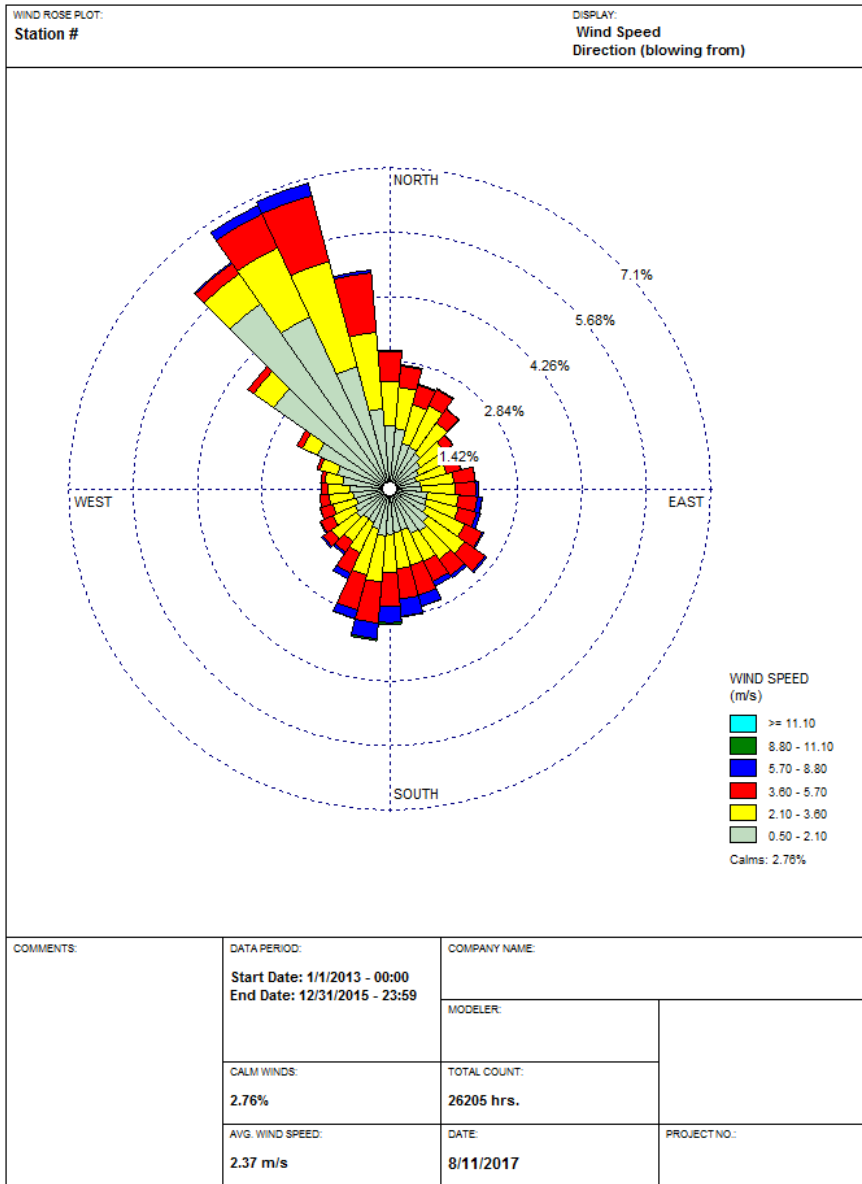 WIND ROSE PLOT:
Station #
DISPLAY:
Wind Speed
Direction (blowing from)
NORTH
7.1%
5.68%
4.26%
2.84%
1.42%
WEST
EAST
SOUTH
WIND SPEED
(m/s)
>= 11.10
8.80 - 11.10
5.70 - 8.80
3.60 - 5.70
2.10 - 3.60
0.50 - 2.10
Calms: 2.76%
COMMENTS:
DATA PERIOD:
Start Date: 1/1/2013 - 00:00
End Date: 12/31/2015 - 23:59
COMPANY NAME:
MODELER:
CALM WINDS:
2.76%
TOTAL COUNT:
26205 hrs.
AVG. WIND SPEED:
2.37 m/s
DATE:
8/11/2017
PROJECT NO.: